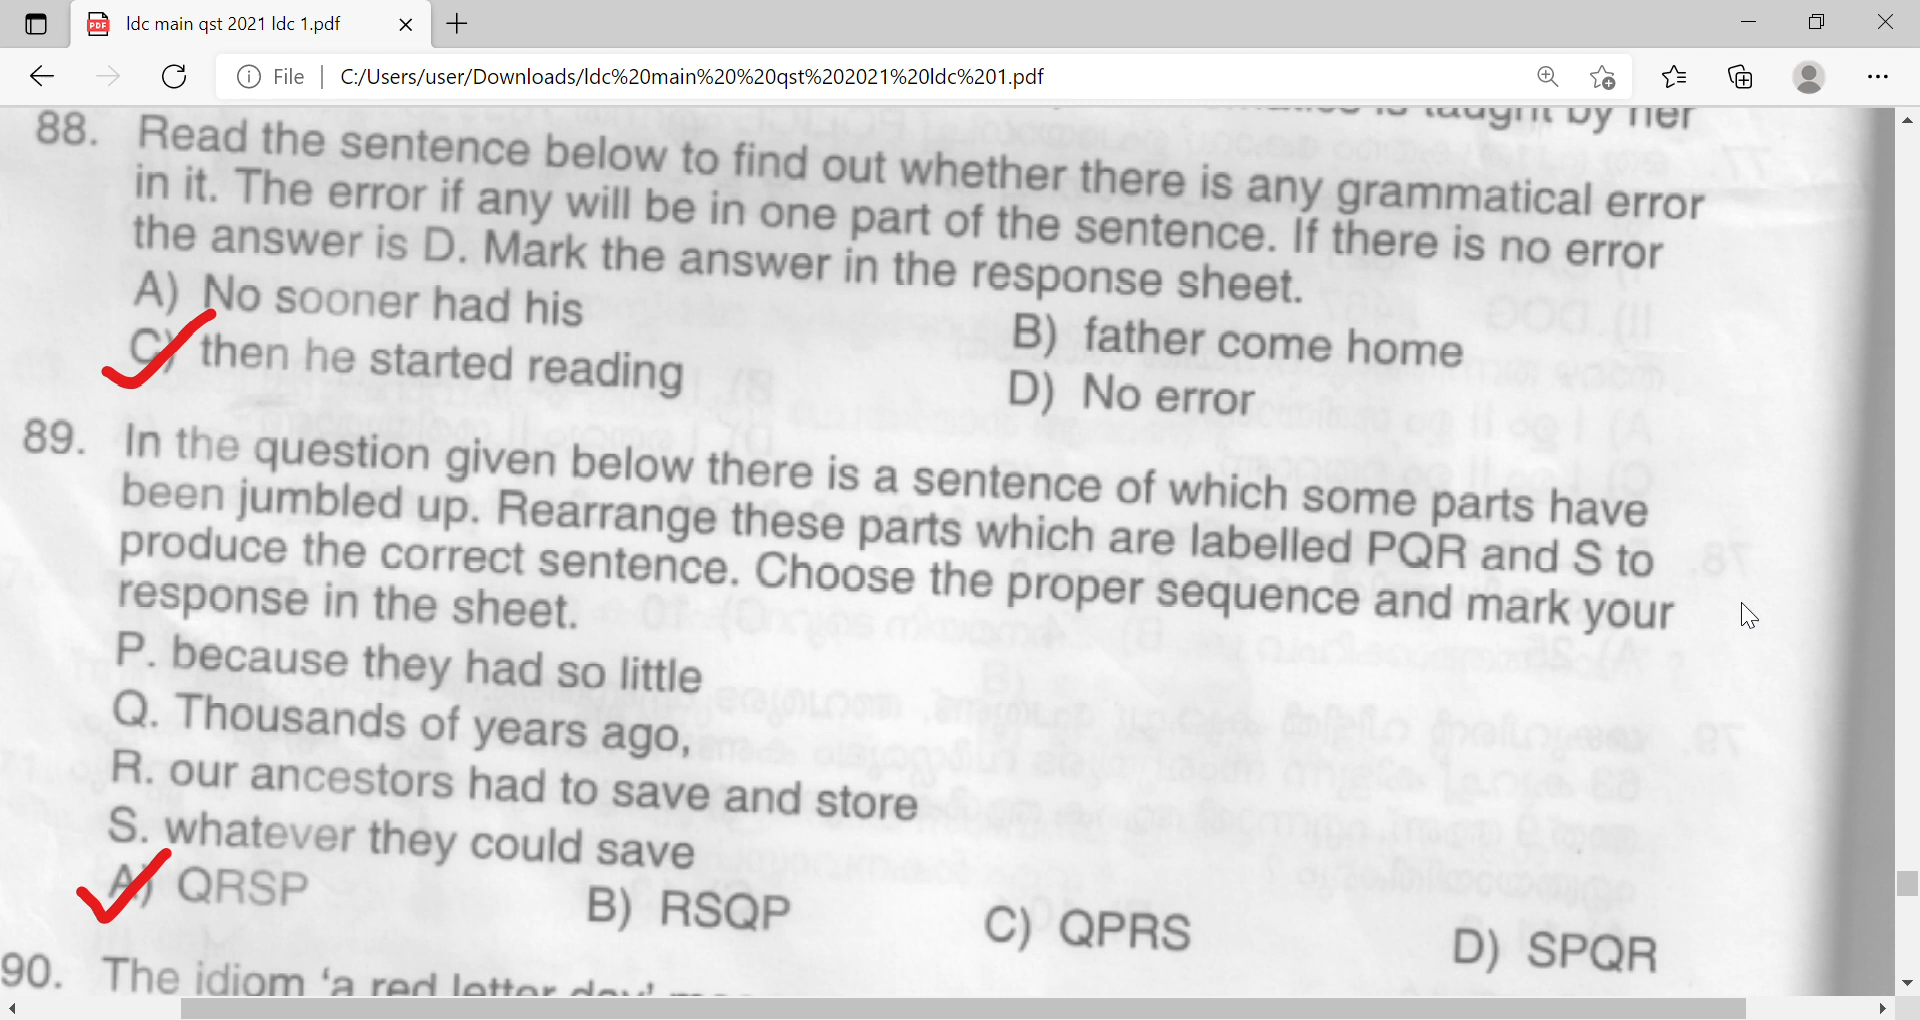 ldc main qst 2021 ldc 1.pdf
File C:/Users/user/Downloads/ldc%20main%20%20qst%202021%20ldc%201.pdf
is taught by her
88. Read the sentence below to find out whether there is any grammatical error
in it. The error if any will be in one part of the sentence. If there is no error
the answer is D. Mark the answer in the response sheet.
A) No sooner had his
B) father come home
C) then he started reading
D) No error
89. In the question given below there is a sentence of which some parts have
been jumbled up. Rearrange these parts which are labelled PQR and S to
produce the correct sentence. Choose the proper sequence and mark your
response in the sheet.
P. because they had so little
Q. Thousands of years ago,
R. our ancestors had to save and store
S. whatever they could save
A) QRSP B) RSQP C) QPRS D) SPQR
90. The idiom 'a red letter day'